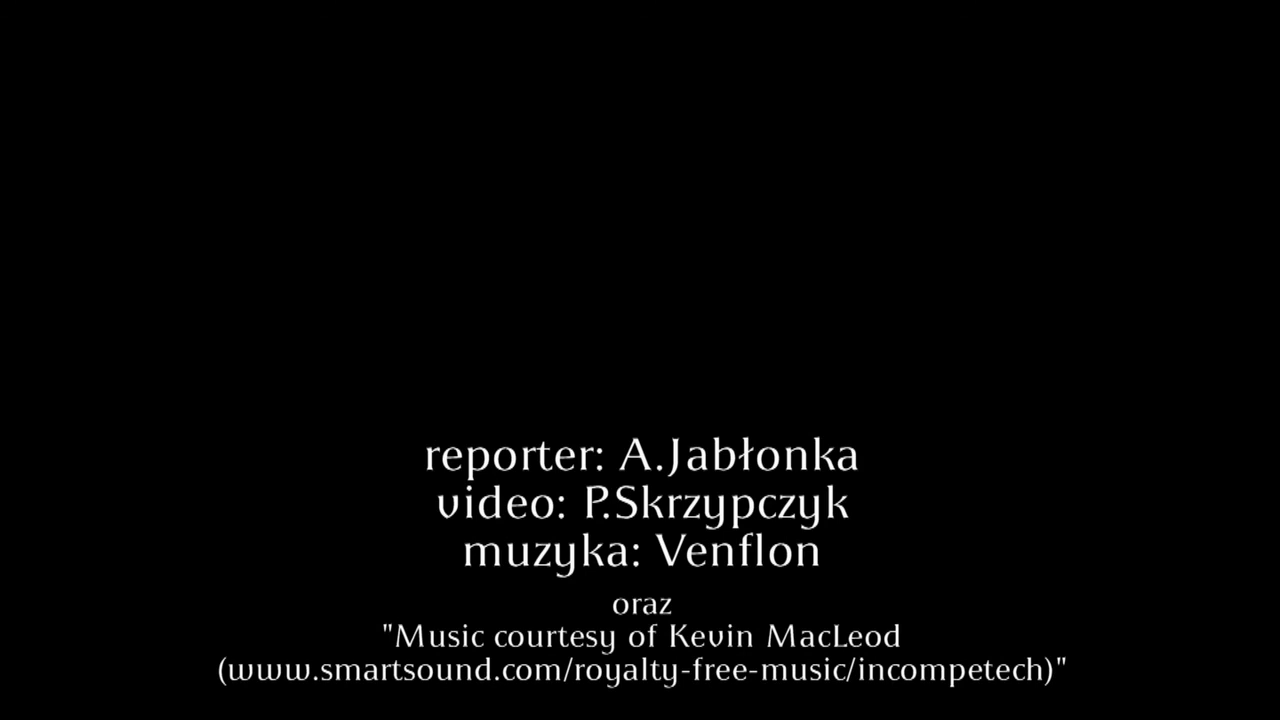 reporter: A.Jabłonka
video: P.Skrzypczyk
muzyka: Venflon
oraz
"Music courtesy of Kevin MacLeod
(www.smartsound.com/royalty-free-music/incompetech)"